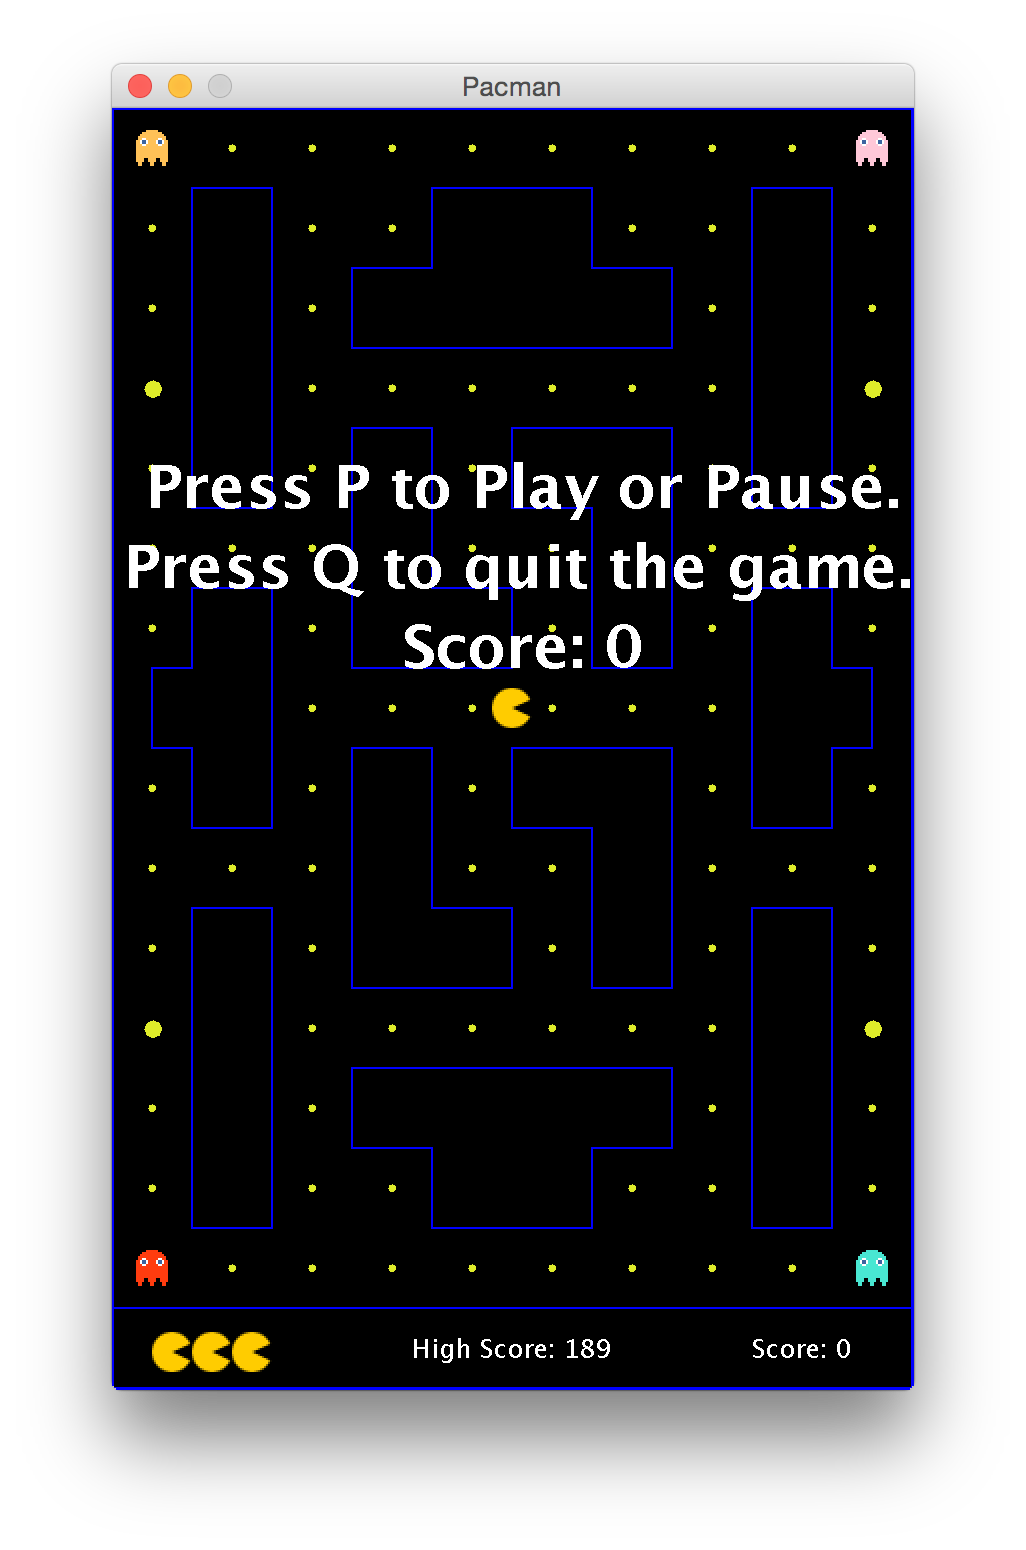 Pacman
Press P to Play or Pause.
Press Q to quit the game.
Score: 0
High Score: 189
Score: 0